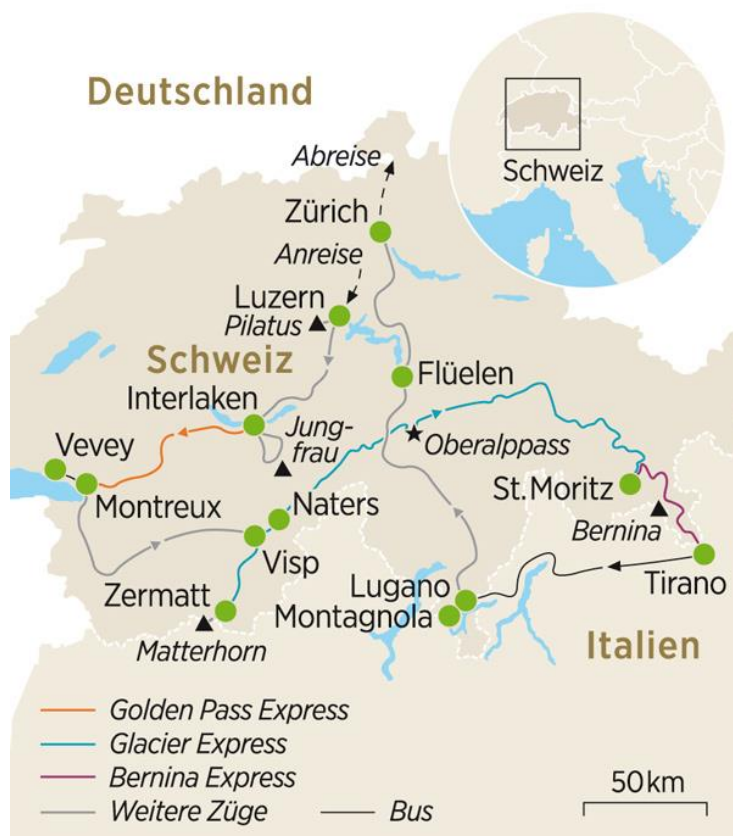 Deutschland
Schweiz
Abreise
Zürich
Anreise
Luzern
Pilatus
Schweiz
Flüelen
Interlaken
Jung-
frau
Oberalppass
Vevey
Montreux
Naters
St. Moritz
Visp
Bernina
Tirano
Zermatt
Lugano
Montagnola
Matterhorn
Italien
Golden Pass Express
Glacier Express
Bernina Express
Weitere Züge
Bus
50 km